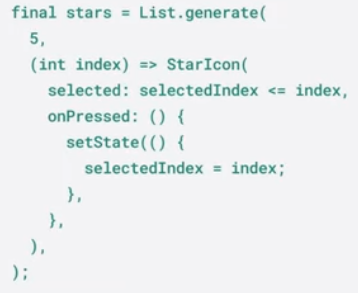 final stars = List.generate(
  5,
  (int index) => StarIcon(
    selected: selectedIndex <= index,
    onPressed: () {
      setState(() {
        selectedIndex = index;
      },
    },
  ),
);